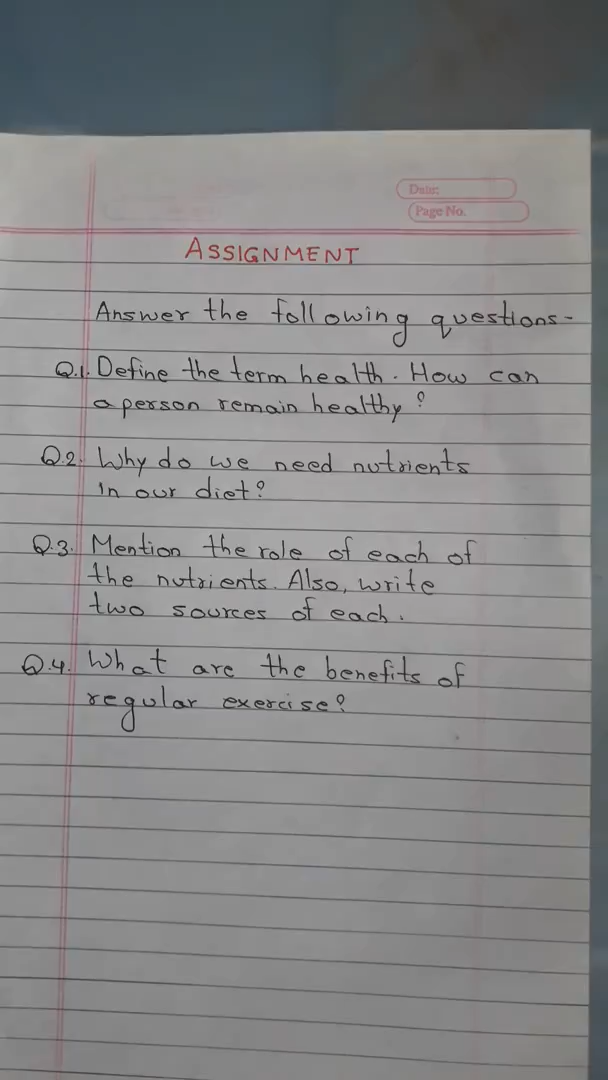 Date:
Page No.
ASSIGNMENT
Answer the following questions-
Q.1. Define the term health. How can
a person remain healthy?
Q.2. Why do we need nutrients
in our diet?
Q.3. Mention the role of each of
the nutrients. Also, write
two sources of each.
Q.4. What are the benefits of
regular exercise?